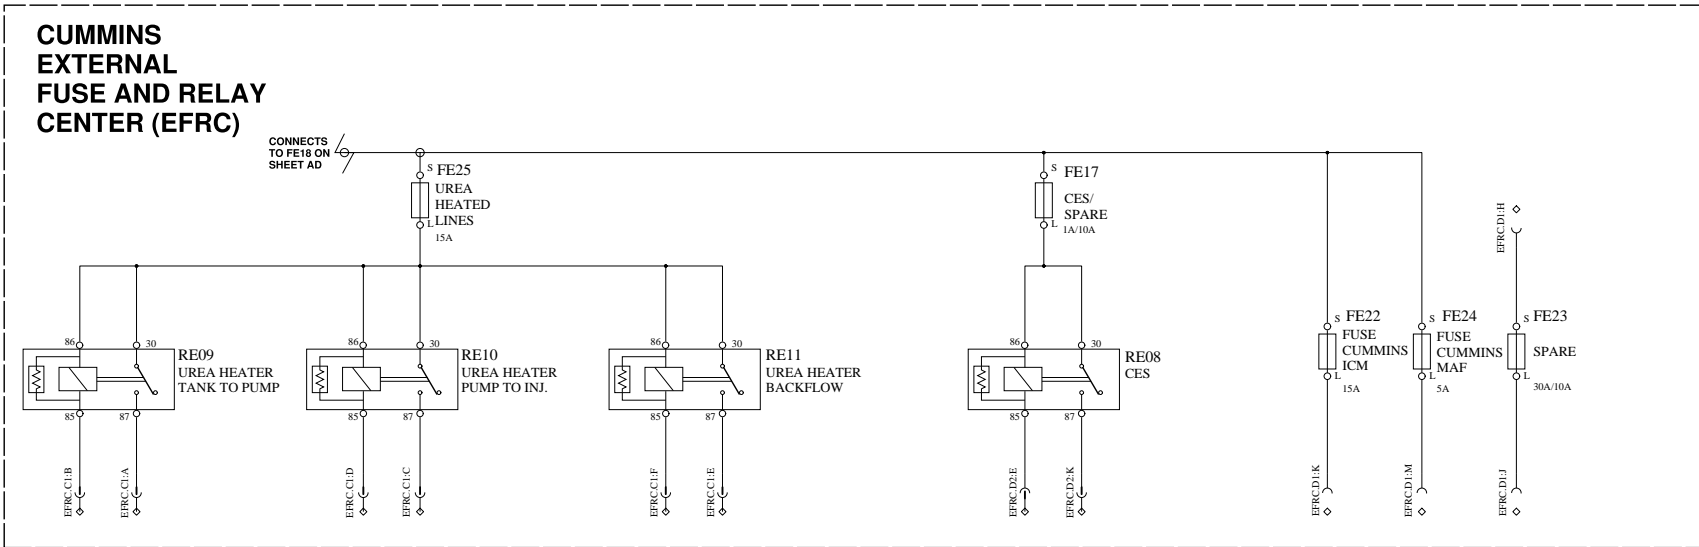 CUMMINS
EXTERNAL
FUSE AND RELAY
CENTER (EFRC)
CONNECTS
TO FE18 ON
SHEET AD
S FE25
UREA
HEATED
LINES
L
15A
S FE17
CES/
SPARE
L
1A/10A
EFRC.D1:H
86
30
RE09
UREA HEATER
TANK TO PUMP
85
87
EFRC.C1:B
EFRC.C1:A
86
30
RE10
UREA HEATER
PUMP TO INJ.
85
87
EFRC.C1:D
EFRC.C1:C
86
30
RE11
UREA HEATER
BACKFLOW
85
87
EFRC.C1:F
EFRC.C1:E
86
30
RE08
CES
85
87
EFRC.D2:E
EFRC.D2:K
S FE22
FUSE
CUMMINS
ICM
L
15A
EFRC.D1:K
S FE24
FUSE
CUMMINS
MAF
L
5A
EFRC.D1:M
S FE23
SPARE
L
30A/10A
EFRC.D1:J